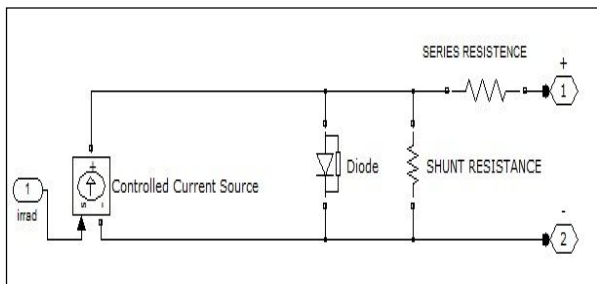 SERIES RESISTENCE
+
1
Diode
SHUNT RESISTANCE
1
irrad
+
s
-
Controlled Current Source
-
2